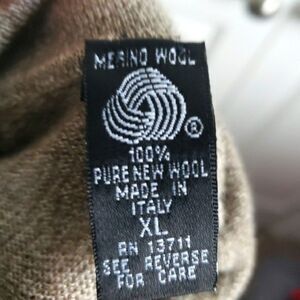 MERINO WOOL
®
100%
PURE NEW WOOL
MADE IN
ITALY
XL
RN 13711
SEE REVERSE
FOR CARE